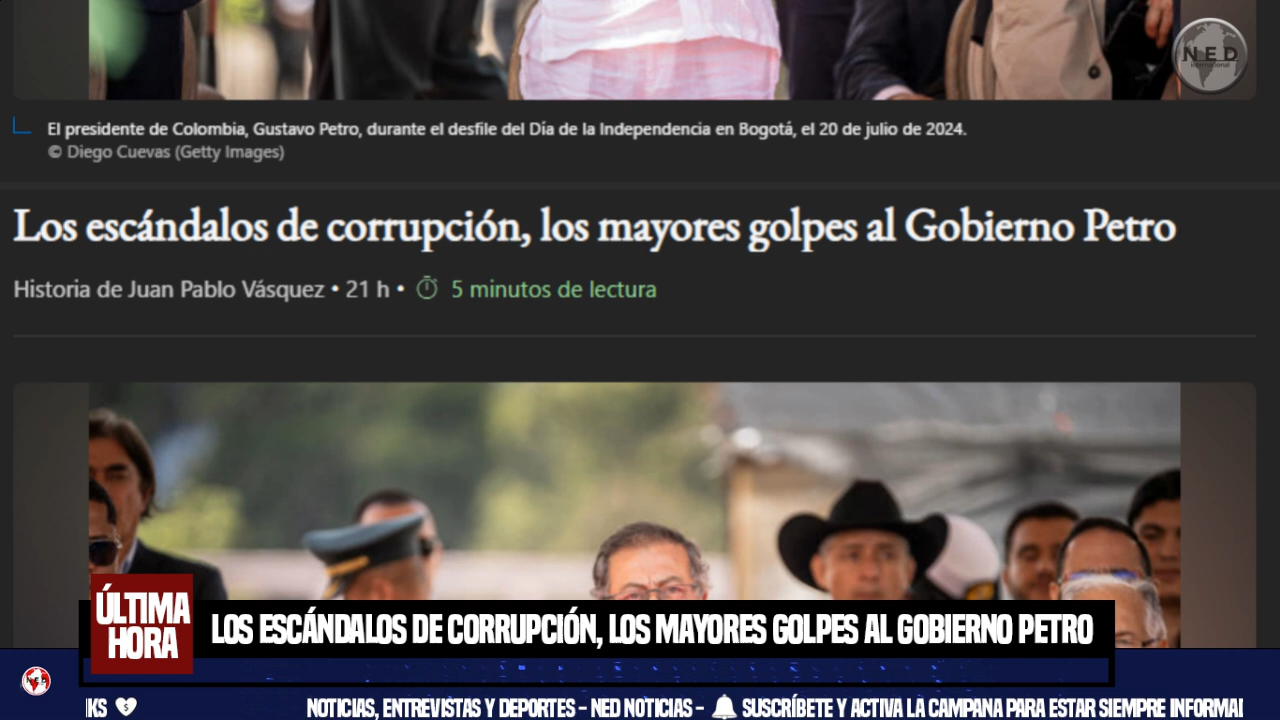 NED
international
El presidente de Colombia, Gustavo Petro, durante el desfile del Día de la Independencia en Bogotá, el 20 de julio de 2024.
© Diego Cuevas (Getty Images)
Los escándalos de corrupción, los mayores golpes al Gobierno Petro
Historia de Juan Pablo Vásquez • 21 h • 5 minutos de lectura
ÚLTIMA
HORA
LOS ESCÁNDALOS DE CORRUPCIÓN, LOS MAYORES GOLPES AL GOBIERNO PETRO
NED
NOTICIAS, ENTREVISTAS Y DEPORTES - NED NOTICIAS - 🔔 SUSCRÍBETE Y ACTIVA LA CAMPANA PARA ESTAR SIEMPRE